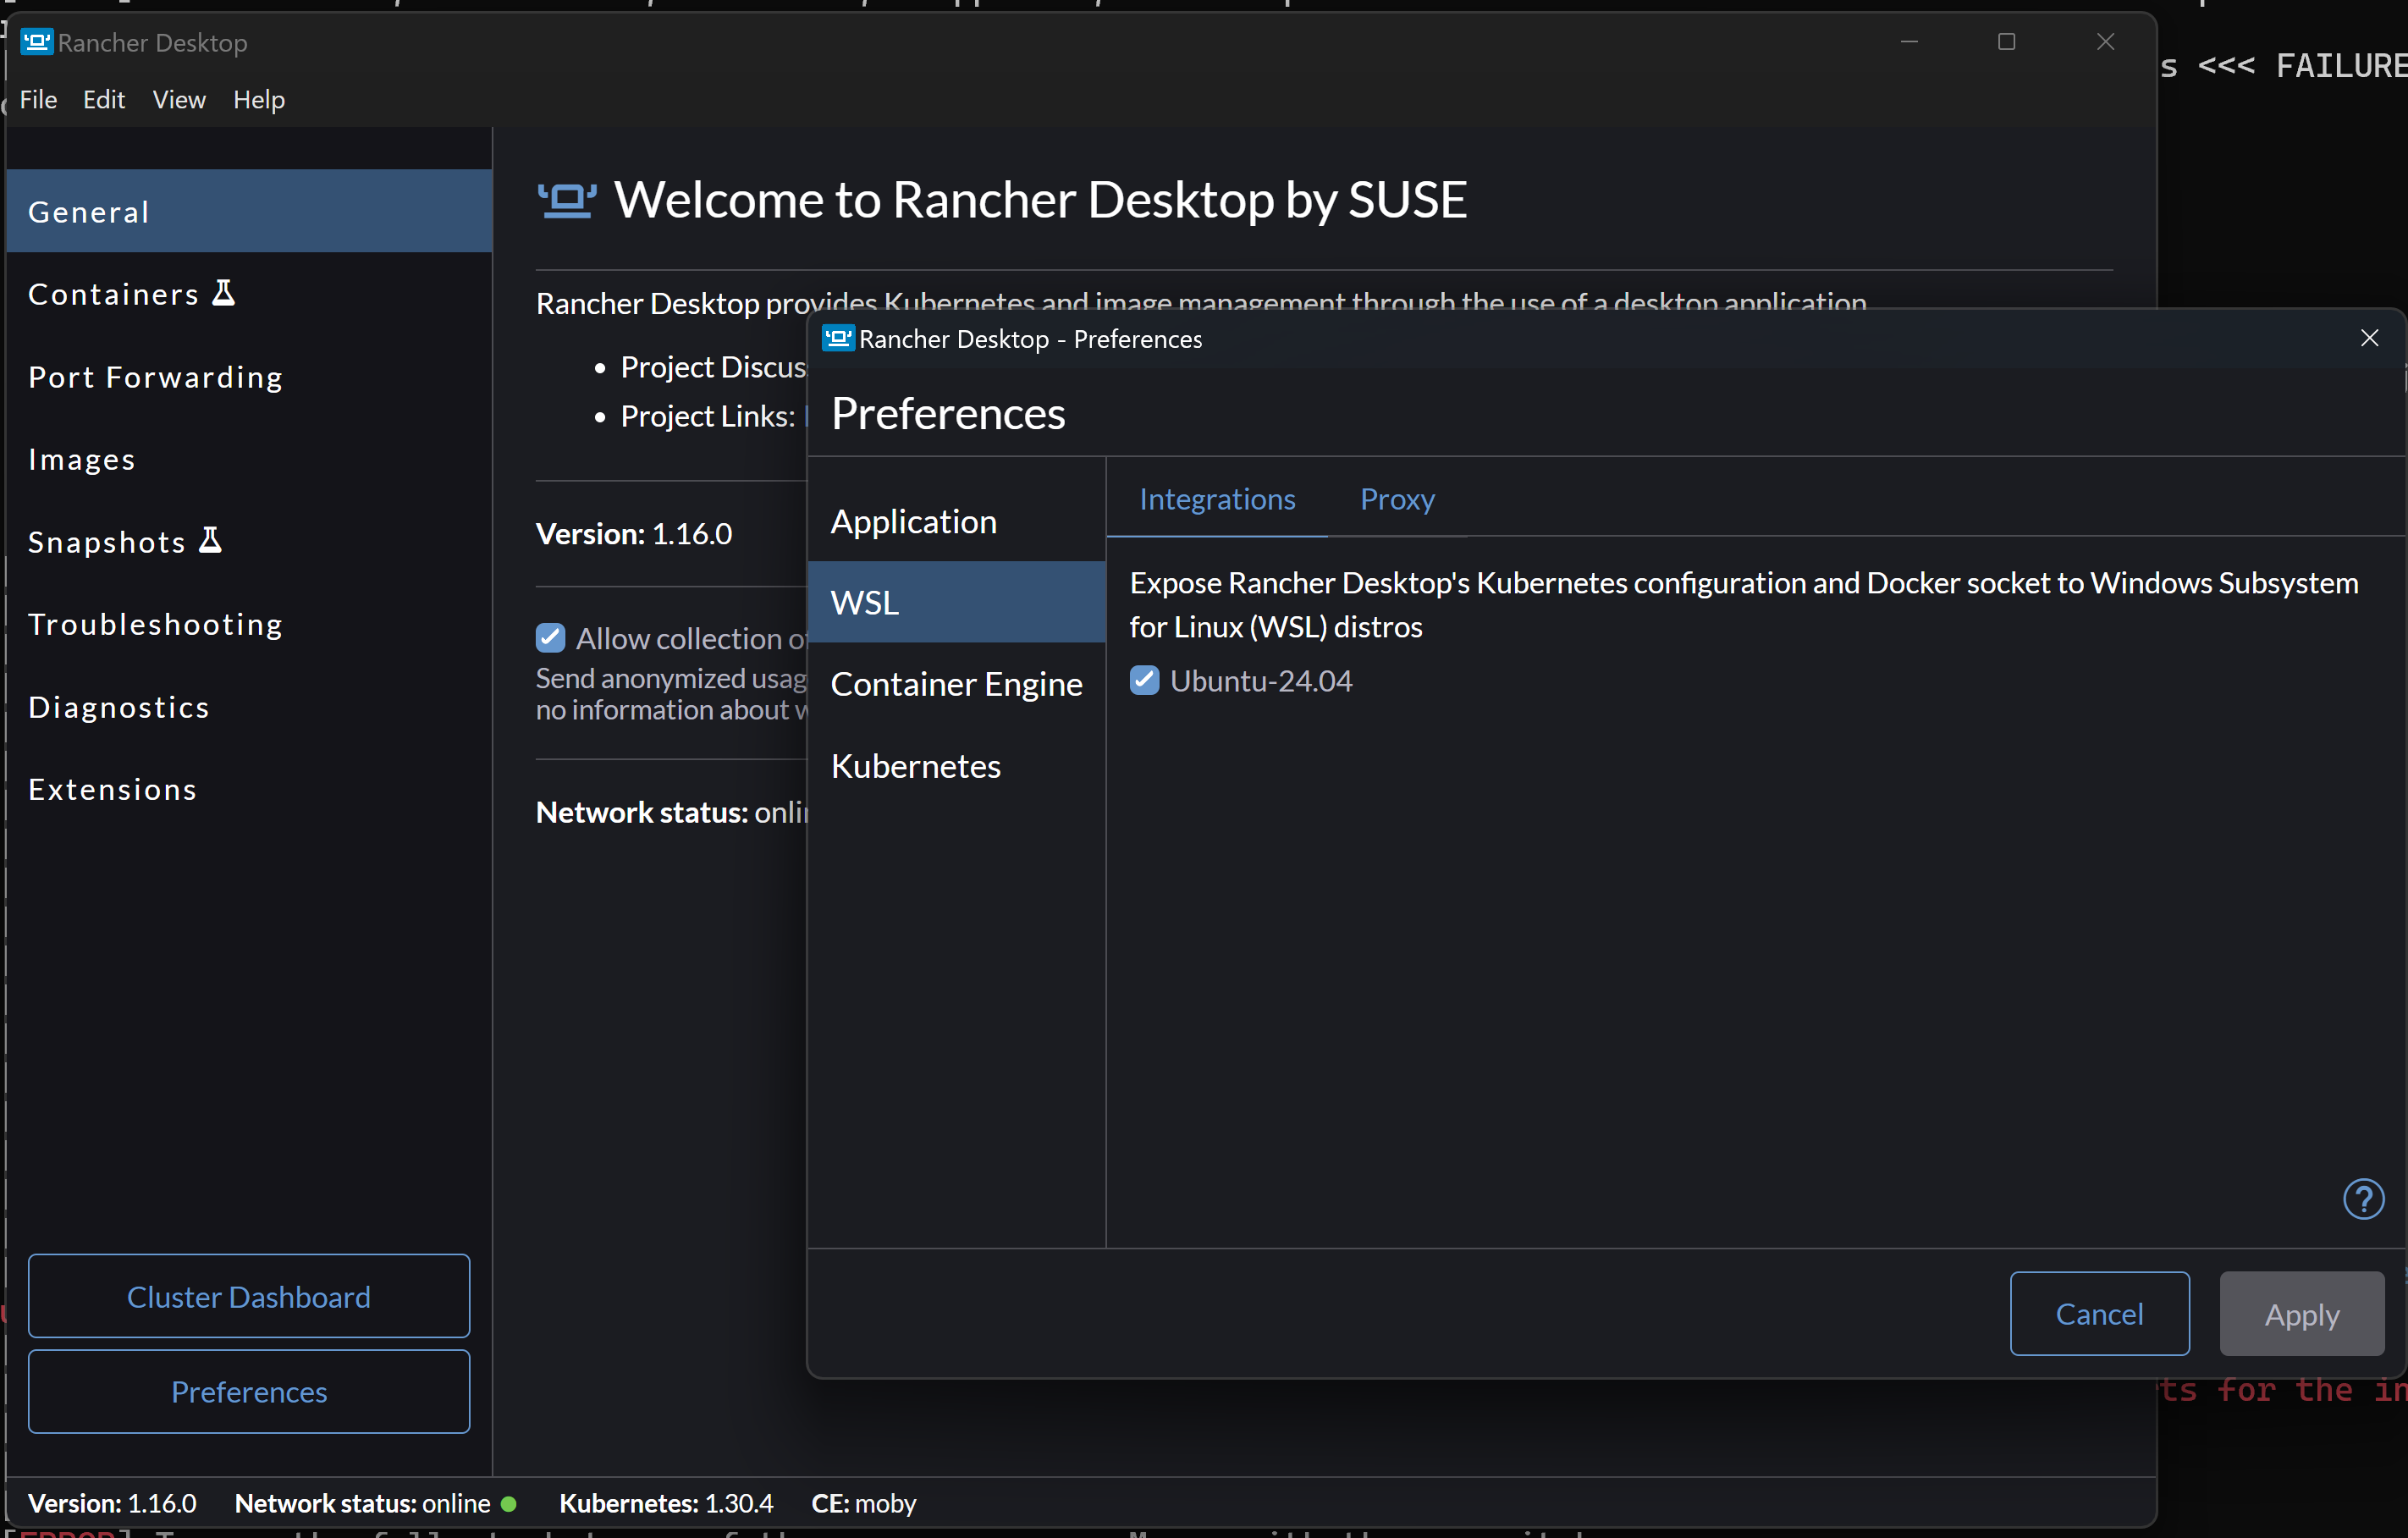 Rancher Desktop
s <<< FAILURE
File Edit View Help
General
Containers
Port Forwarding
Images
Snapshots
Troubleshooting
Diagnostics
Extensions
Cluster Dashboard
Preferences
Welcome to Rancher Desktop by SUSE
Rancher Desktop provides Kubernetes and image management through the use of a desktop application
Project Discus
Project Links:
Version: 1.16.0
Allow collection of
Send anonymized usag
no information about w
Network status: onlin
Rancher Desktop - Preferences
Preferences
Application
WSL
Container Engine
Kubernetes
Integrations Proxy
Expose Rancher Desktop's Kubernetes configuration and Docker socket to Windows Subsystem
for Linux (WSL) distros
Ubuntu-24.04
Cancel Apply
ts for the in
Version: 1.16.0 Network status: online Kubernetes: 1.30.4 CE: moby